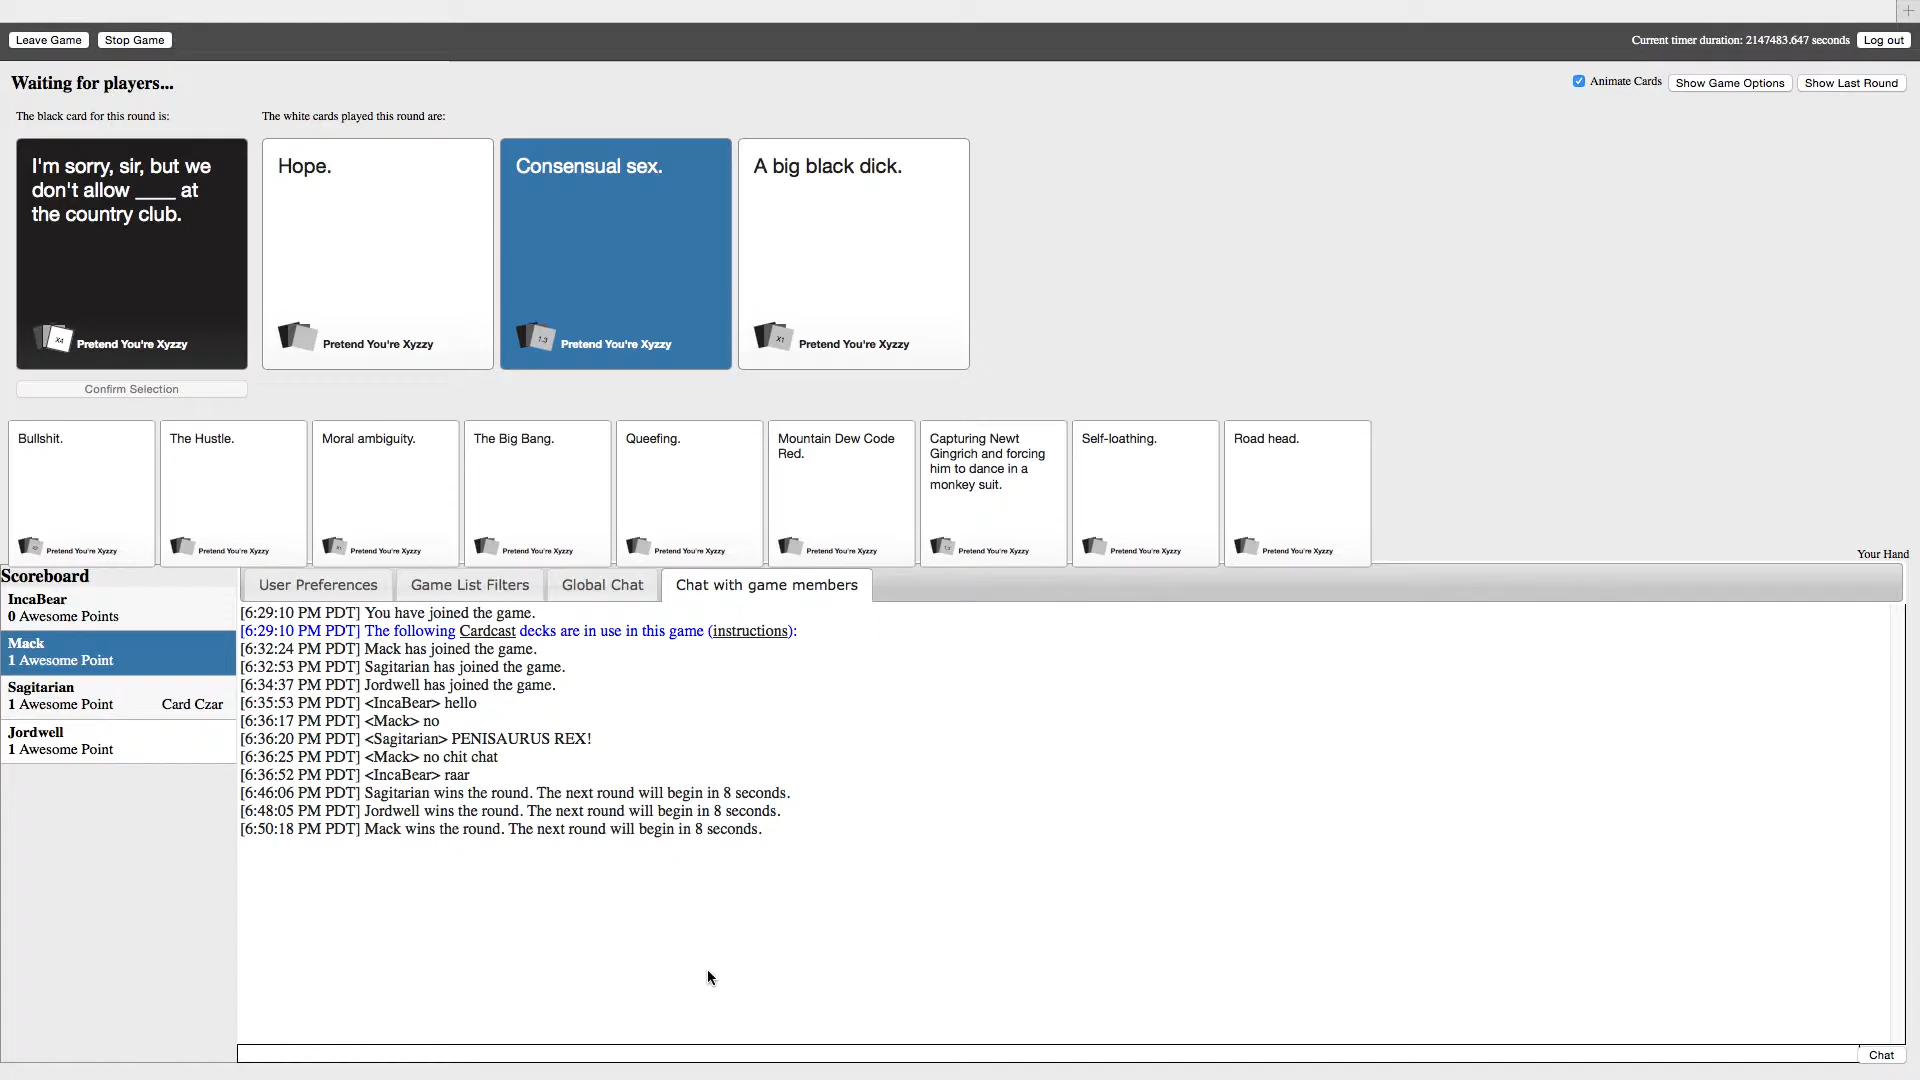 Leave Game
Stop Game
Current timer duration: 2147483.647 seconds
Log out
Waiting for players...
Animate Cards
Show Game Options
Show Last Round
The black card for this round is:
The white cards played this round are:
I'm sorry, sir, but we
don't allow ____ at
the country club.
X4
Pretend You're Xyzzy
Hope.
Pretend You're Xyzzy
Consensual sex.
1.3
Pretend You're Xyzzy
A big black dick.
X1
Pretend You're Xyzzy
Confirm Selection
Bullshit.
Pretend You're Xyzzy
The Hustle.
Pretend You're Xyzzy
Moral ambiguity.
X1
Pretend You're Xyzzy
The Big Bang.
Pretend You're Xyzzy
Queefing.
Pretend You're Xyzzy
Mountain Dew Code
Red.
Pretend You're Xyzzy
Capturing Newt
Gingrich and forcing
him to dance in a
monkey suit.
1.3
Pretend You're Xyzzy
Self-loathing.
Pretend You're Xyzzy
Road head.
Pretend You're Xyzzy
Your Hand
Scoreboard
IncaBear
0 Awesome Points
Mack
1 Awesome Point
Sagitarian
1 Awesome Point
Card Czar
Jordwell
1 Awesome Point
User Preferences
Game List Filters
Global Chat
Chat with game members
[6:29:10 PM PDT] You have joined the game.
[6:29:10 PM PDT] The following Cardcast decks are in use in this game (instructions):
[6:32:24 PM PDT] Mack has joined the game.
[6:32:53 PM PDT] Sagitarian has joined the game.
[6:34:37 PM PDT] Jordwell has joined the game.
[6:35:53 PM PDT] <IncaBear> hello
[6:36:17 PM PDT] <Mack> no
[6:36:20 PM PDT] <Sagitarian> PENISAURUS REX!
[6:36:25 PM PDT] <Mack> no chit chat
[6:36:52 PM PDT] <IncaBear> raar
[6:46:06 PM PDT] Sagitarian wins the round. The next round will begin in 8 seconds.
[6:48:05 PM PDT] Jordwell wins the round. The next round will begin in 8 seconds.
[6:50:18 PM PDT] Mack wins the round. The next round will begin in 8 seconds.
Chat